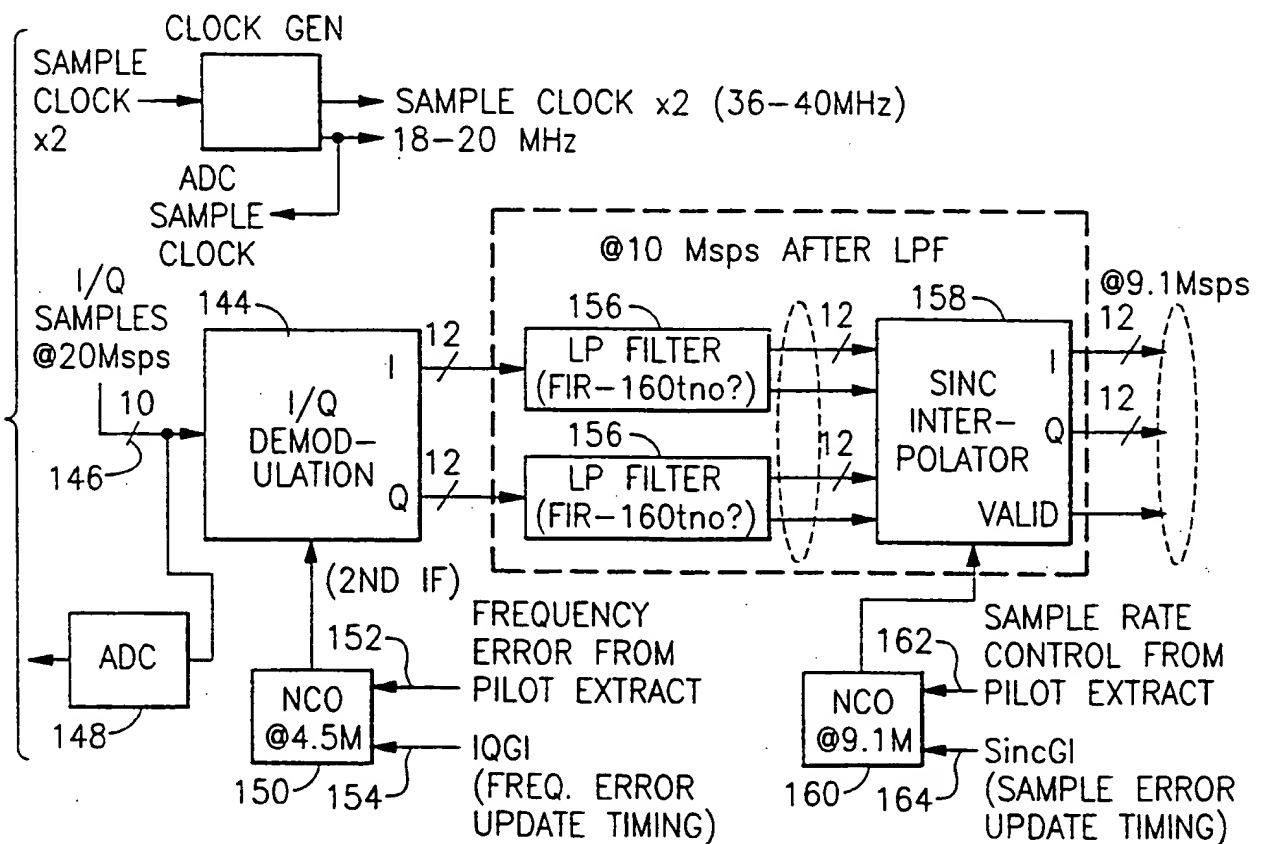 CLOCK GEN
SAMPLE
CLOCK
x2
SAMPLE CLOCK x2 (36-40MHz)
18-20 MHz
ADC
SAMPLE
CLOCK
I/Q
SAMPLES
@20Msps
10
146
144
I/Q
DEMOD-
ULATION
I
Q
12
12
@10 Msps AFTER LPF
156
LP FILTER
(FIR-160tno?)
156
LP FILTER
(FIR-160tno?)
12
12
158
SINC
INTER-
POLATOR
I
Q
VALID
@9.1Msps
12
12
ADC
148
(2ND IF)
NCO
@4.5M
150
152
FREQUENCY
ERROR FROM
PILOT EXTRACT
154
IQGI
(FREQ. ERROR
UPDATE TIMING)
NCO
@9.1M
160
162
SAMPLE RATE
CONTROL FROM
PILOT EXTRACT
164
SincGI
(SAMPLE ERROR
UPDATE TIMING)